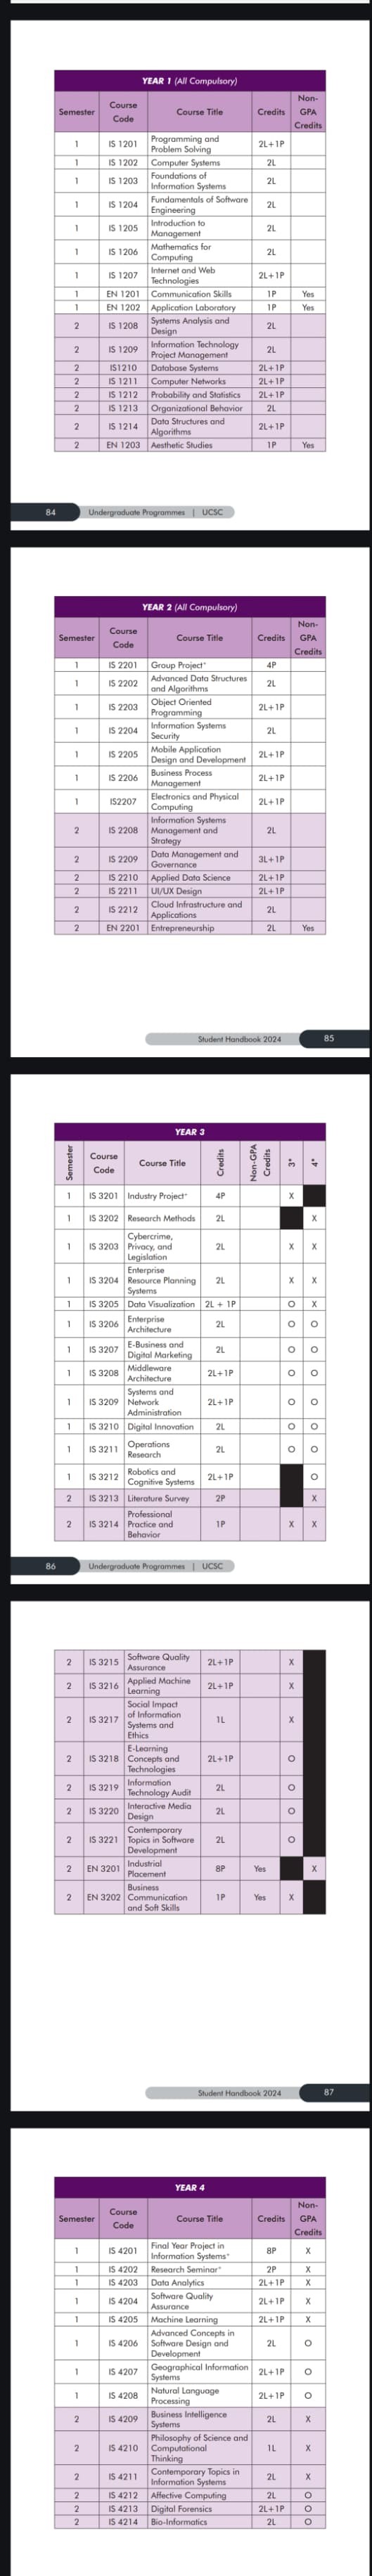 YEAR 1 (All Compulsory)
Semester Course Code Course Title Credits Non-GPA Credits
1 IS 1201 Programming and Problem Solving 2L+1P
1 IS 1202 Computer Systems 2L
1 IS 1203 Foundations of Information Systems 2L
1 IS 1204 Fundamentals of Software Engineering 2L
1 IS 1205 Introduction to Management 2L
1 IS 1206 Mathematics for Computing 2L
1 IS 1207 Internet and Web Technologies 2L+1P
1 EN 1201 Communication Skills 1P Yes
1 EN 1202 Application Laboratory 1P Yes
2 IS 1208 Systems Analysis and Design 2L
2 IS 1209 Information Technology Project Management 2L
2 IS1210 Database Systems 2L+1P
2 IS 1211 Computer Networks 2L+1P
2 IS 1212 Probability and Statistics 2L+1P
2 IS 1213 Organizational Behavior 2L
2 IS 1214 Data Structures and Algorithms 2L+1P
2 EN 1203 Aesthetic Studies 1P Yes
84 Undergraduate Programmes | UCSC
YEAR 2 (All Compulsory)
Semester Course Code Course Title Credits Non-GPA Credits
1 IS 2201 Group Project+ 4P
1 IS 2202 Advanced Data Structures and Algorithms 2L
1 IS 2203 Object Oriented Programming 2L+1P
1 IS 2204 Information Systems Security 2L
1 IS 2205 Mobile Application Design and Development 2L+1P
1 IS 2206 Business Process Management 2L+1P
1 IS2207 Electronics and Physical Computing 2L+1P
2 IS 2208 Information Systems Management and Strategy 2L
2 IS 2209 Data Management and Governance 3L+1P
2 IS 2210 Applied Data Science 2L+1P
2 IS 2211 UI/UX Design 2L+1P
2 IS 2212 Cloud Infrastructure and Applications 2L
2 EN 2201 Entrepreneurship 2L Yes
Student Handbook 2024 85
YEAR 3
Semester Course Code Course Title Credits Non-GPA Credits 3* 4*
1 IS 3201 Industry Project+ 4P X
1 IS 3202 Research Methods 2L X
1 IS 3203 Cybercrime, Privacy, and Legislation 2L X X
1 IS 3204 Enterprise Resource Planning Systems 2L X X
1 IS 3205 Data Visualization 2L + 1P O X
1 IS 3206 Enterprise Architecture 2L O O
1 IS 3207 E-Business and Digital Marketing 2L O O
1 IS 3208 Middleware Architecture 2L+1P O O
1 IS 3209 Systems and Network Administration 2L+1P O O
1 IS 3210 Digital Innovation 2L O O
1 IS 3211 Operations Research 2L O O
1 IS 3212 Robotics and Cognitive Systems 2L+1P O
2 IS 3213 Literature Survey 2P X
2 IS 3214 Professional Practice and Behavior 1P X X
86 Undergraduate Programmes | UCSC
2 IS 3215 Software Quality Assurance 2L+1P X
2 IS 3216 Applied Machine Learning 2L+1P X
2 IS 3217 Social Impact of Information Systems and Ethics 1L X
2 IS 3218 E-Learning Concepts and Technologies 2L+1P O
2 IS 3219 Information Technology Audit 2L O
2 IS 3220 Interactive Media Design 2L O
2 IS 3221 Contemporary Topics in Software Development 2L O
2 EN 3201 Industrial Placement 8P Yes X
2 EN 3202 Business Communication and Soft Skills 1P Yes X
Student Handbook 2024 87
YEAR 4
Semester Course Code Course Title Credits Non-GPA Credits
1 IS 4201 Final Year Project in Information Systems+ 8P X
1 IS 4202 Research Seminar+ 2P X
1 IS 4203 Data Analytics 2L+1P X
1 IS 4204 Software Quality Assurance 2L+1P X
1 IS 4205 Machine Learning 2L+1P X
1 IS 4206 Advanced Concepts in Software Design and Development 2L O
1 IS 4207 Geographical Information Systems 2L+1P O
1 IS 4208 Natural Language Processing 2L+1P O
2 IS 4209 Business Intelligence Systems 2L X
2 IS 4210 Philosophy of Science and Computational Thinking 1L X
2 IS 4211 Contemporary Topics in Information Systems 2L X
2 IS 4212 Affective Computing 2L O
2 IS 4213 Digital Forensics 2L+1P O
2 IS 4214 Bio-Informatics 2L O